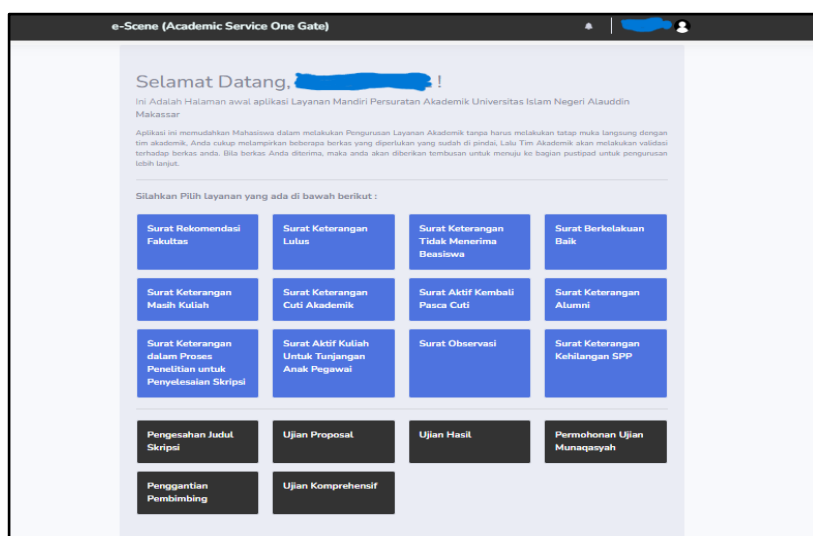 e-Scene (Academic Service One Gate)
Selamat Datang, !
Ini Adalah Halaman awal aplikasi Layanan Mandiri Persuratan Akademik Universitas Islam Negeri Alauddin
Makassar
Aplikasi ini memudahkan Mahasiswa dalam melakukan Pengurusan Layanan Akademik tanpa harus melakukan tatap muka langsung dengan
tim akademik, Anda cukup melampirkan beberapa berkas yang diperlukan yang sudah di pindai, Lalu Tim Akademik akan melakukan validasi
terhadap berkas anda. Bila berkas Anda diterima, maka anda akan diberikan tembusan untuk menuju ke bagian pustipad untuk pengurusan
lebih lanjut.
Silahkan Pilih layanan yang ada di bawah berikut :
Surat Rekomendasi
Fakultas
Surat Keterangan
Lulus
Surat Keterangan
Tidak Menerima
Beasiswa
Surat Berkelakuan
Baik
Surat Keterangan
Masih Kuliah
Surat Keterangan
Cuti Akademik
Surat Aktif Kembali
Pasca Cuti
Surat Keterangan
Alumni
Surat Keterangan
dalam Proses
Penelitian untuk
Penyelesaian Skripsi
Surat Aktif Kuliah
Untuk Tunjangan
Anak Pegawai
Surat Observasi
Surat Keterangan
Kehilangan SPP
Pengesahan Judul
Skripsi
Ujian Proposal
Ujian Hasil
Permohonan Ujian
Munaqasyah
Penggantian
Pembimbing
Ujian Komprehensif